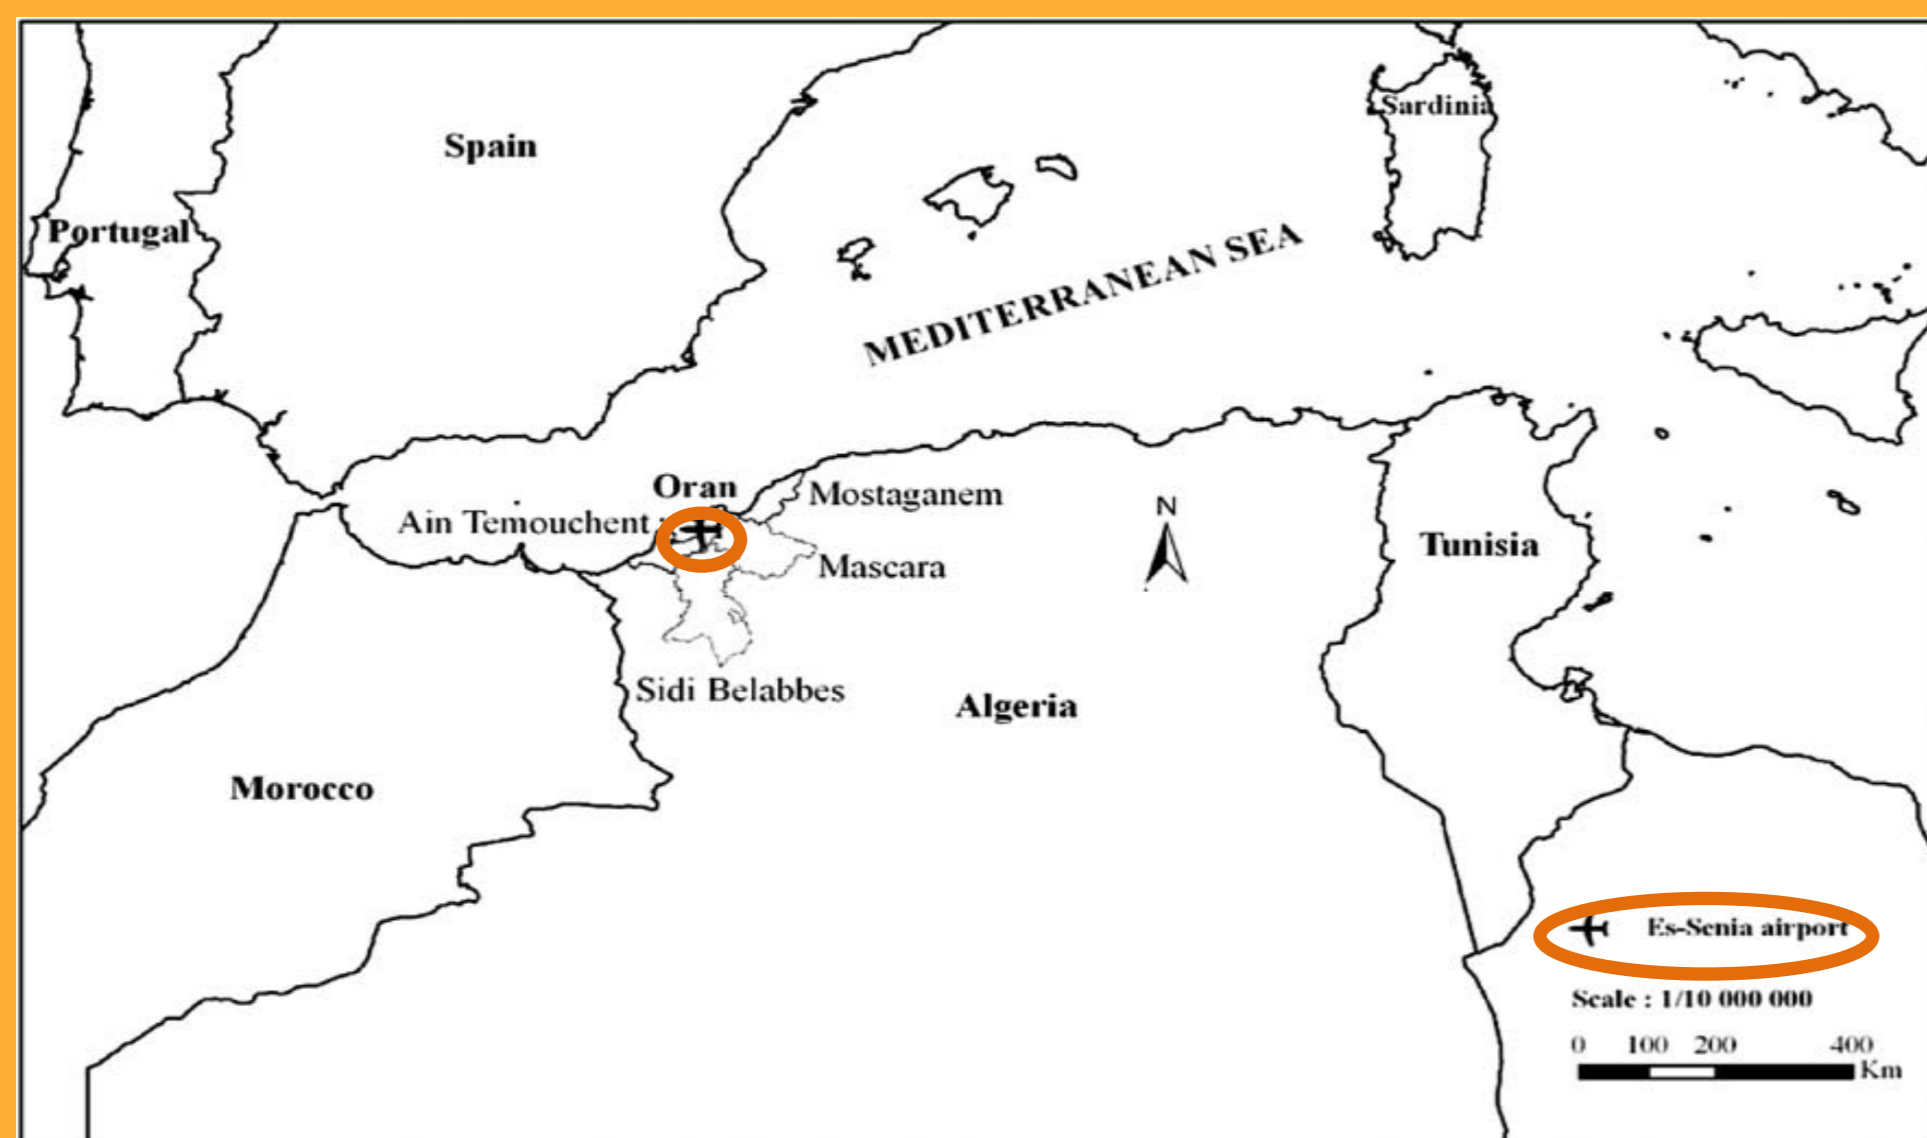 Sardinia
Spain
Portugal
MEDITERRANEAN SEA
Oran
Mostaganem
N
Ain Temouchent
Tunisia
Mascara
Sidi Belabbes
Algeria
Morocco
Es-Senia airport
Scale : 1/10 000 000
0 100 200 400
Km